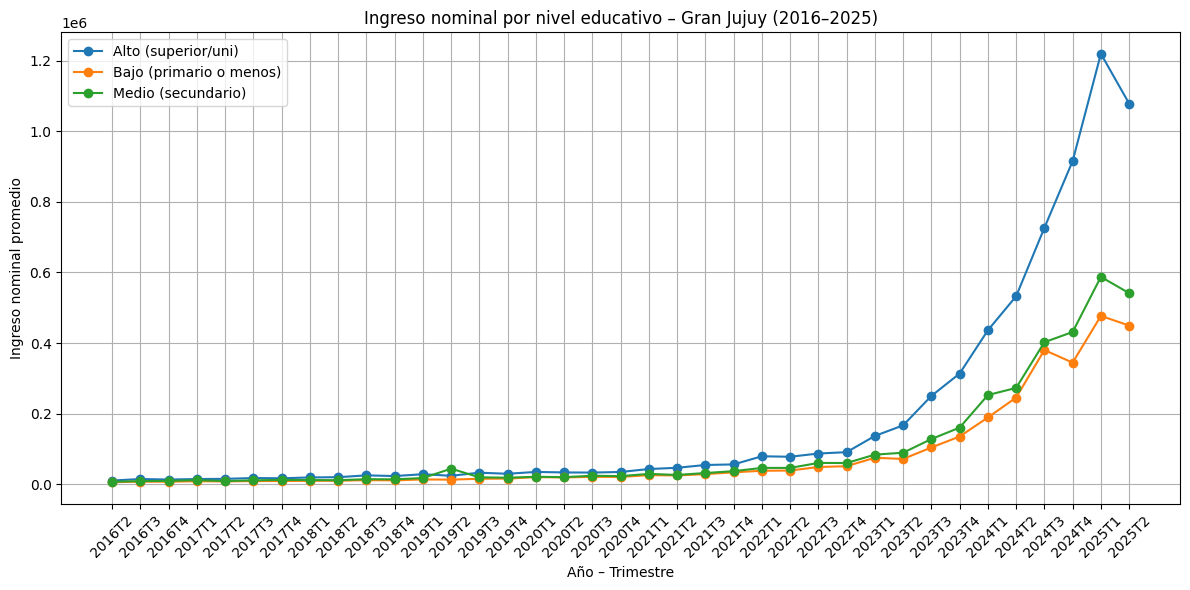 Ingreso nominal por nivel educativo – Gran Jujuy (2016–2025)
1e6
Alto (superior/uni)
Bajo (primario o menos)
Medio (secundario)
Ingreso nominal promedio
1.2
1.0
0.8
0.6
0.4
0.2
0.0
2016T2
2016T3
2016T4
2017T1
2017T2
2017T3
2017T4
2018T1
2018T2
2018T3
2018T4
2019T1
2019T2
2019T3
2019T4
2020T1
2020T2
2020T3
2020T4
2021T1
2021T2
2021T3
2021T4
2022T1
2022T2
2022T3
2022T4
2023T1
2023T2
2023T3
2023T4
2024T1
2024T2
2024T3
2024T4
2025T1
2025T2
Año – Trimestre